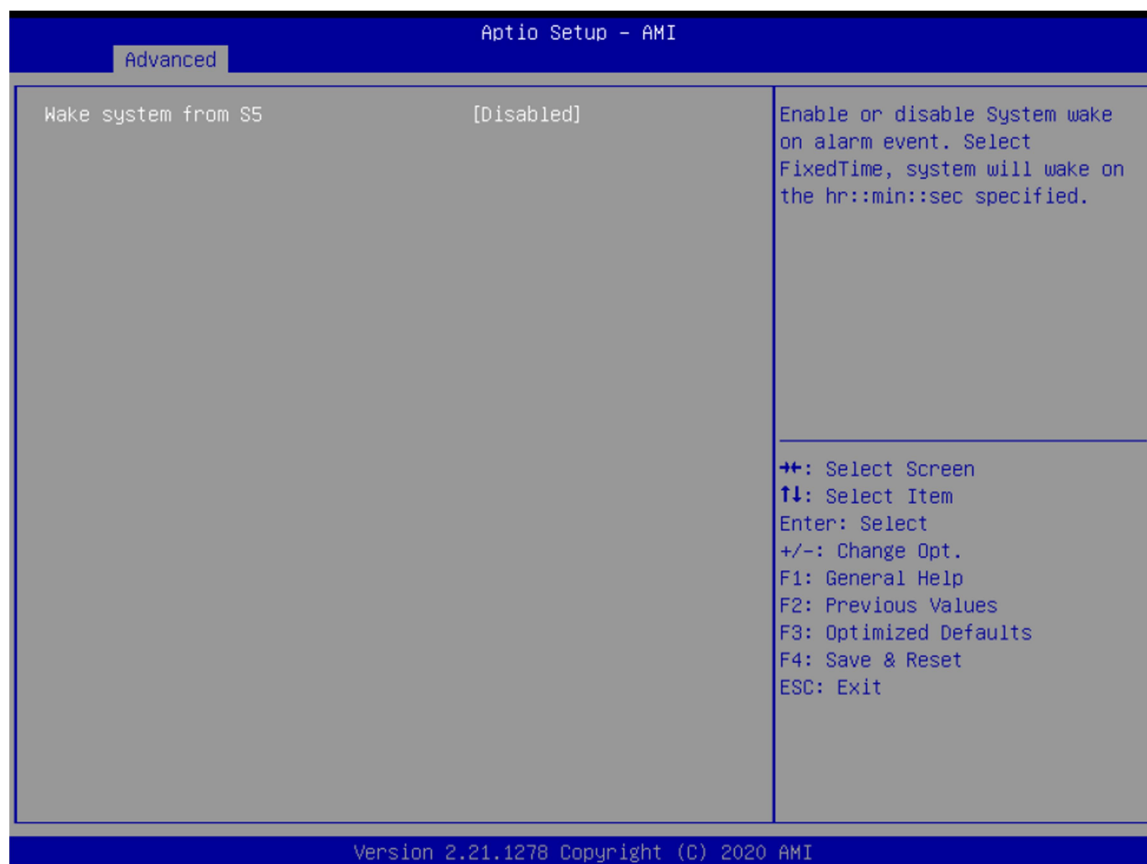 Aptio Setup – AMI
Advanced
Wake system from S5 [Disabled]
Enable or disable System wake
on alarm event. Select
FixedTime, system will wake on
the hr::min::sec specified.
→←: Select Screen
↑↓: Select Item
Enter: Select
+/-: Change Opt.
F1: General Help
F2: Previous Values
F3: Optimized Defaults
F4: Save & Reset
ESC: Exit
Version 2.21.1278 Copyright (C) 2020 AMI